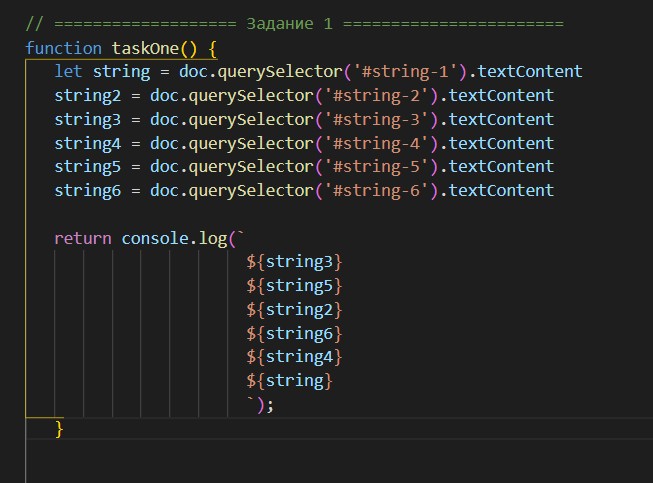 // =================== Задание 1 =======================
function taskOne() {
let string = doc.querySelector('#string-1').textContent
string2 = doc.querySelector('#string-2').textContent
string3 = doc.querySelector('#string-3').textContent
string4 = doc.querySelector('#string-4').textContent
string5 = doc.querySelector('#string-5').textContent
string6 = doc.querySelector('#string-6').textContent
return console.log(`
${string3}
${string5}
${string2}
${string6}
${string4}
${string}
`);
}